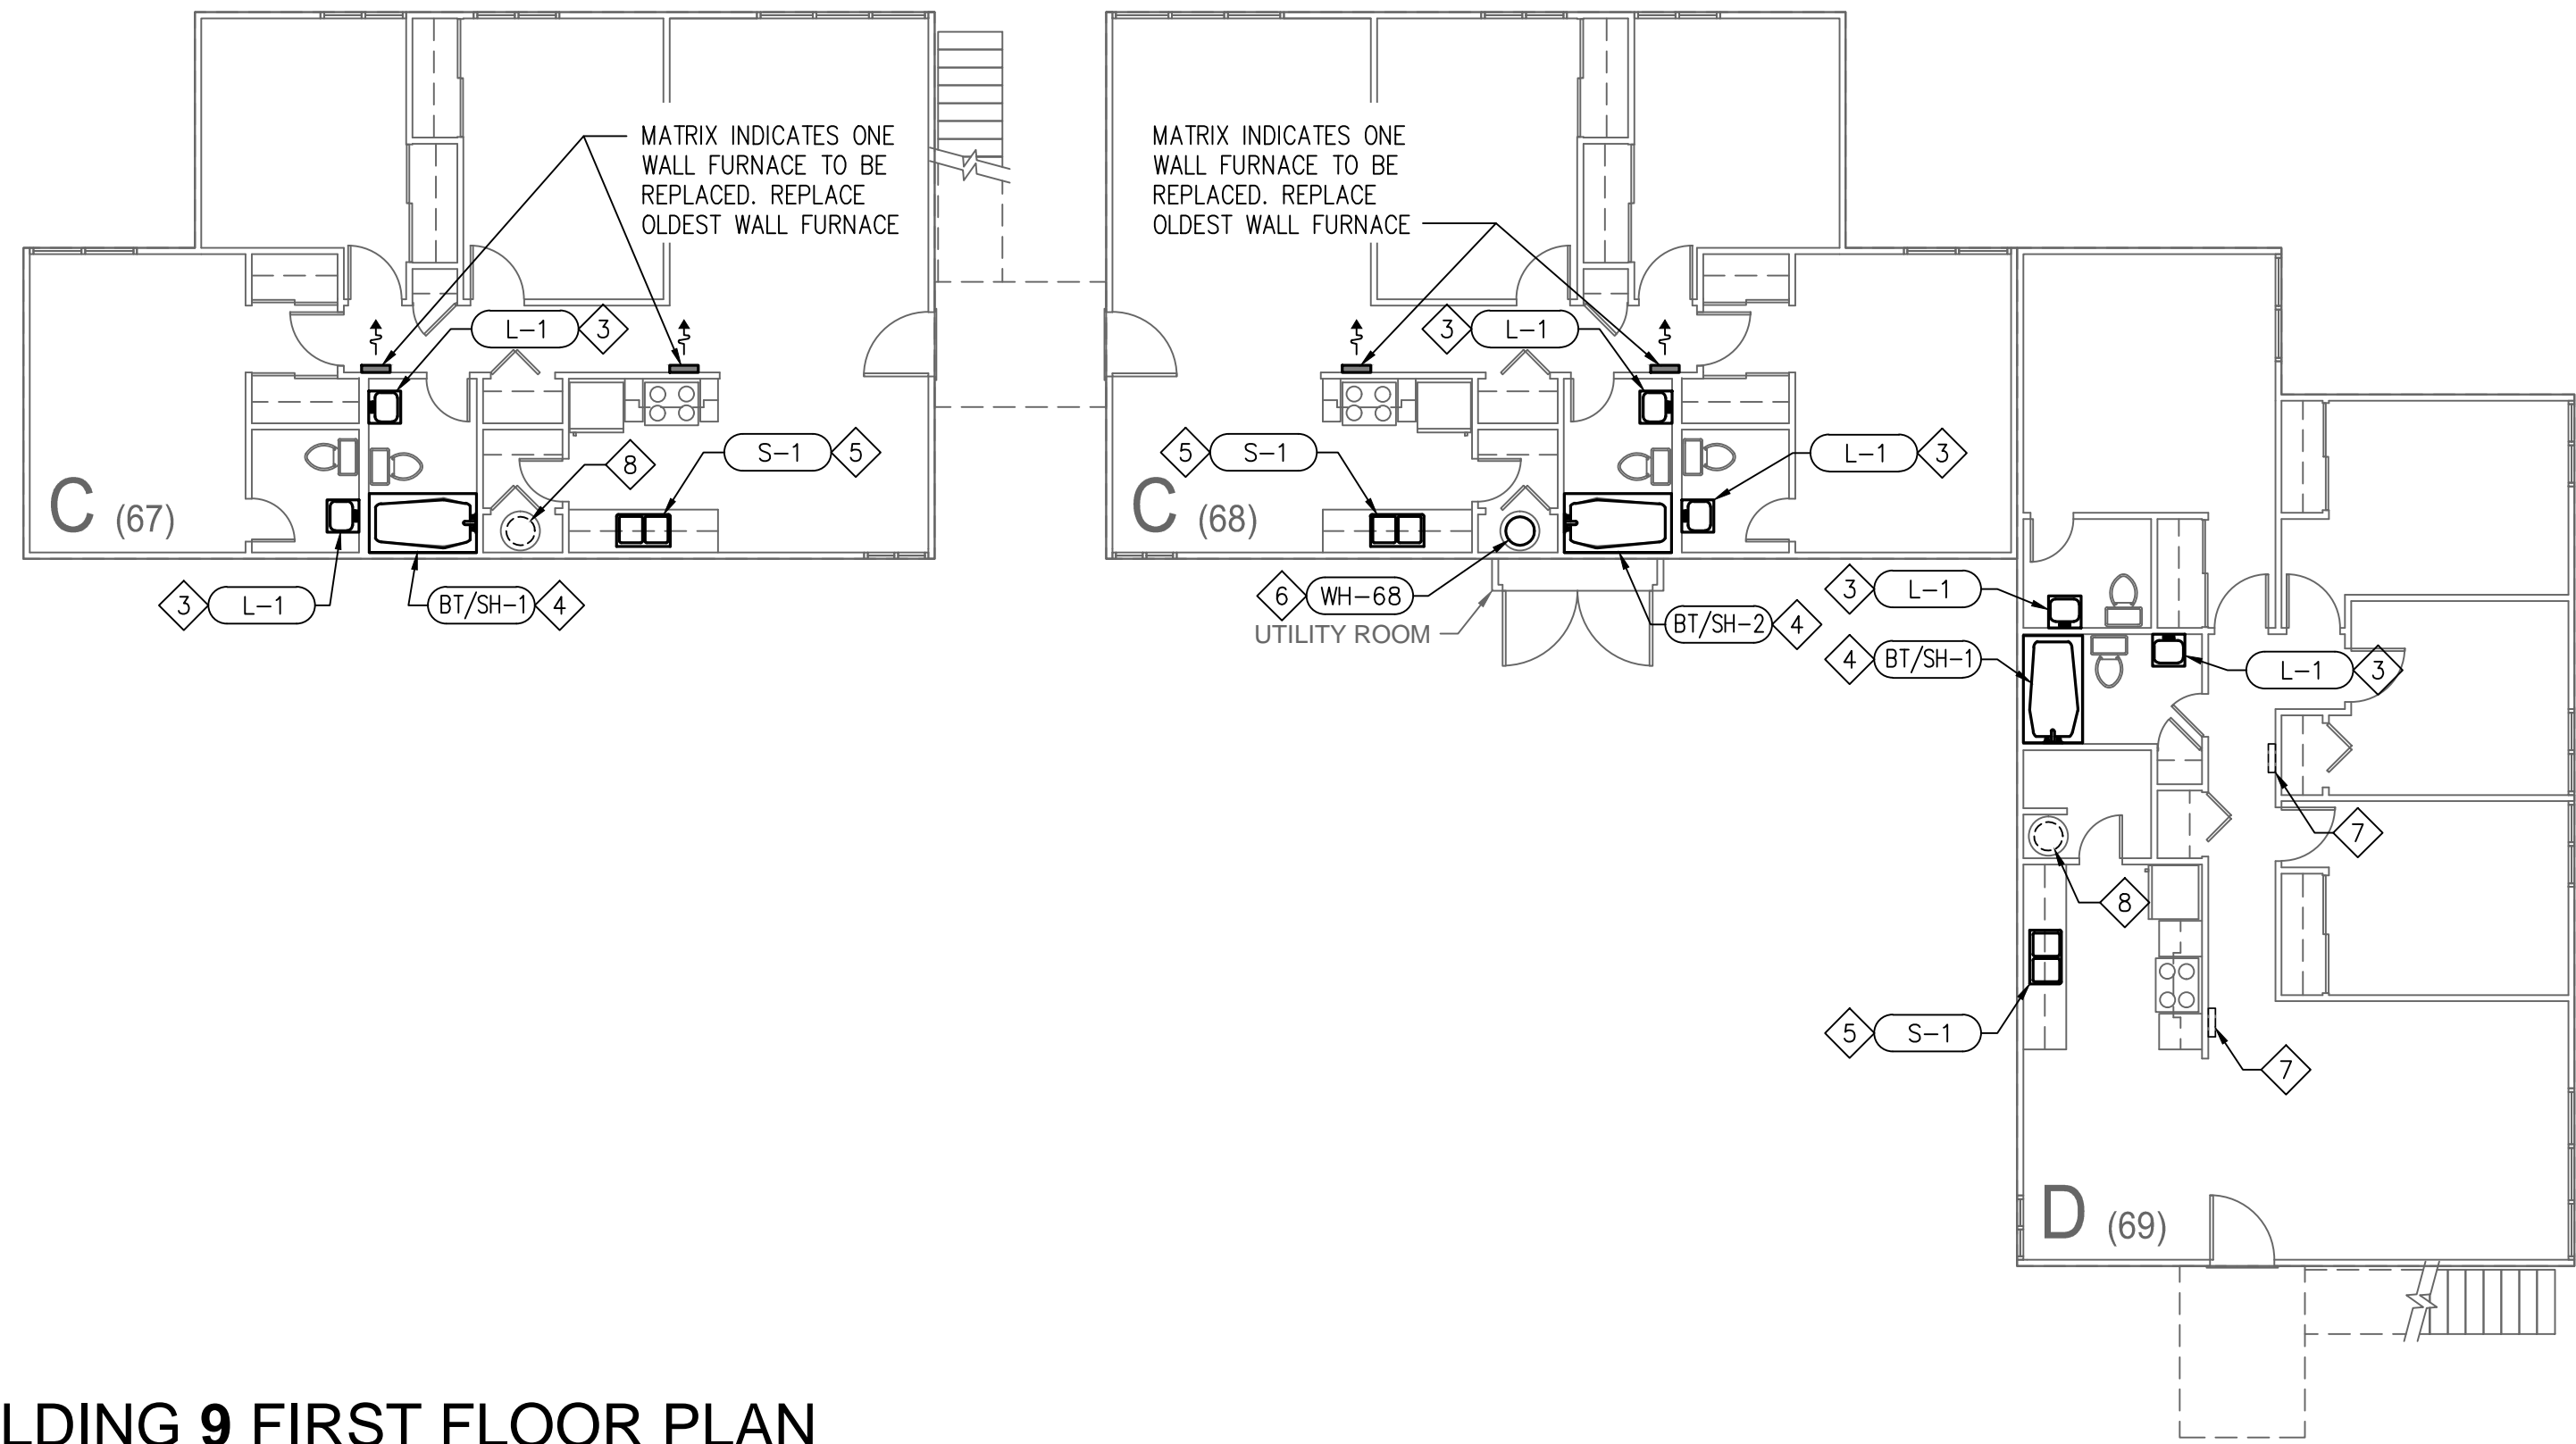 MATRIX INDICATES ONE
WALL FURNACE TO BE
REPLACED. REPLACE
OLDEST WALL FURNACE
MATRIX INDICATES ONE
WALL FURNACE TO BE
REPLACED. REPLACE
OLDEST WALL FURNACE
L-1 3
3 L-1
8
S-1 5
5 S-1
L-1 3
C (67)
C (68)
3 L-1
BT/SH-1 4
6 WH-68
UTILITY ROOM
BT/SH-2 4
3 L-1
4 BT/SH-1
L-1 3
7
8
5 S-1
7
D (69)
LDING 9 FIRST FLOOR PLAN